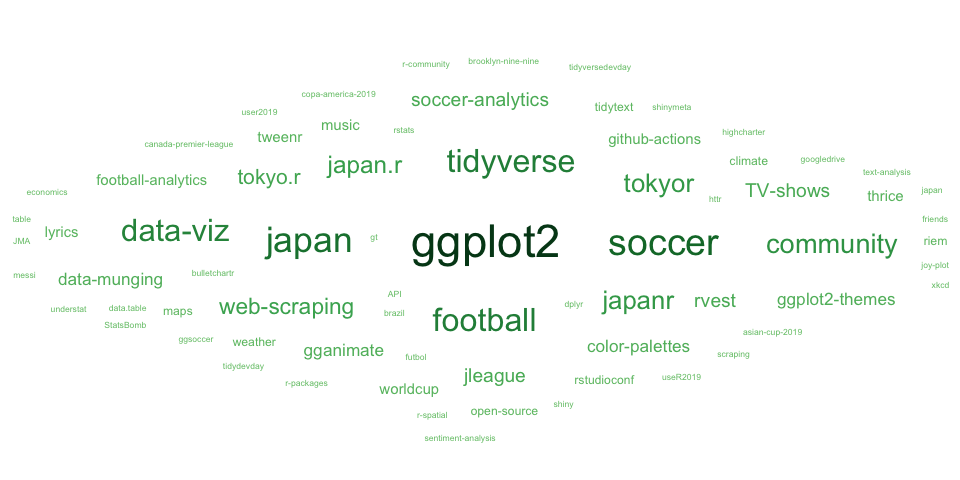 r-community
brooklyn-nine-nine
tidyversedevday
copa-america-2019
soccer-analytics
tidytext
shinymeta
user2019
tweenr
music
rstats
github-actions
highcharter
canada-premier-league
japan.r
tidyverse
climate
googledrive
text-analysis
football-analytics
tokyo.r
tokyor
httr
TV-shows
thrice
japan
economics
table
JMA
lyrics
data-viz
japan
gt
ggplot2
soccer
community
friends
riem
joy-plot
messi
data-munging
bulletchartr
xkcd
understat
data.table
StatsBomb
maps
web-scraping
API
brazil
football
dplyr
japanr
rvest
ggplot2-themes
asian-cup-2019
ggsoccer
weather
gganimate
futbol
color-palettes
scraping
tidydevday
r-packages
worldcup
jleague
rstudioconf
useR2019
r-spatial
open-source
shiny
sentiment-analysis